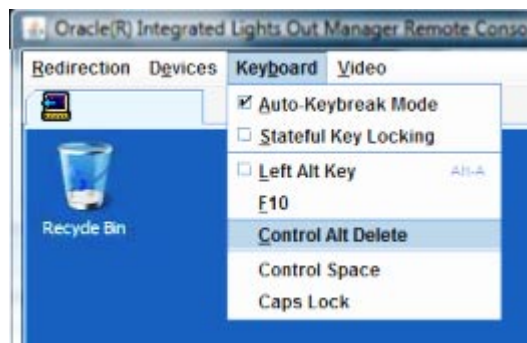 Oracle(R) Integrated Lights Out Manager Remote Conso
Redirection Devices Keyboard Video
Auto-Keybreak Mode
Stateful Key Locking
Left Alt Key Alt-A
F10
Control Alt Delete
Control Space
Caps Lock
Recycle Bin